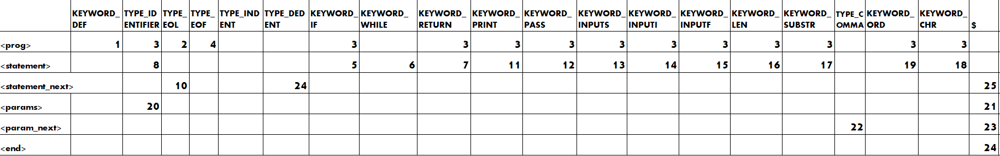 KEYWORD_DEF TYPE_IDENTIFIER TYPE_EOL TYPE_EOF TYPE_INDENT TYPE_DEDENT KEYWORD_IF KEYWORD_WHILE KEYWORD_RETURN KEYWORD_PRINT KEYWORD_PASS KEYWORD_INPUTS KEYWORD_INPUTI KEYWORD_INPUTF KEYWORD_LEN KEYWORD_SUBSTR TYPE_COMMA KEYWORD_ORD KEYWORD_CHR $
<prog> 1 3 2 4 3 3 3 3 3 3 3 3 3 3 3
<statement> 8 5 6 7 11 12 13 14 15 16 17 19 18
<statement_next> 10 24 25
<params> 20 21
<param_next> 22 23
<end> 24